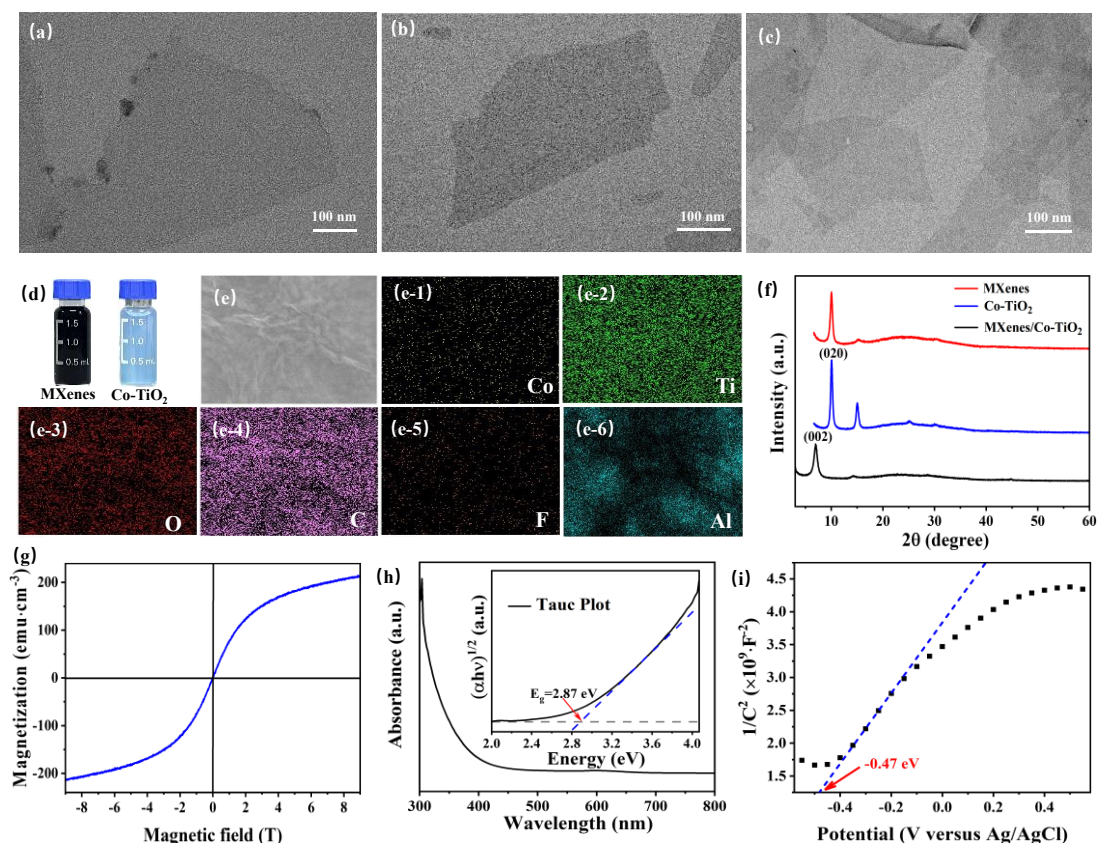 (a)
100 nm
(b)
100 nm
(c)
100 nm
(d)
1.5
1.0
0.5 mL
1.5
1.0
0.5 mL
MXenes
Co-TiO₂
(e)
(e-1)
Co
(e-2)
Ti
(e-3)
O
(e-4)
C
(e-5)
F
(e-6)
Al
(f)
MXenes
Co-TiO₂
MXenes/Co-TiO₂
(020)
(002)
Intensity (a.u.)
10
20
30
40
50
60
2θ (degree)
(g)
Magnetization (emu·cm⁻³)
200
100
0
-100
-200
-8
-6
-4
-2
0
2
4
6
8
Magnetic field (T)
(h)
Absorbance (a.u.)
(αhν)¹ᐟ² (a.u.)
Tauc Plot
E_g=2.87 eV
2.0
2.4
2.8
3.2
3.6
4.0
Energy (eV)
300
400
500
600
700
800
Wavelength (nm)
(i)
1/C² (×10⁹·F⁻²)
4.5
4.0
3.5
3.0
2.5
2.0
1.5
-0.47 eV
-0.4
-0.2
0.0
0.2
0.4
Potential (V versus Ag/AgCl)